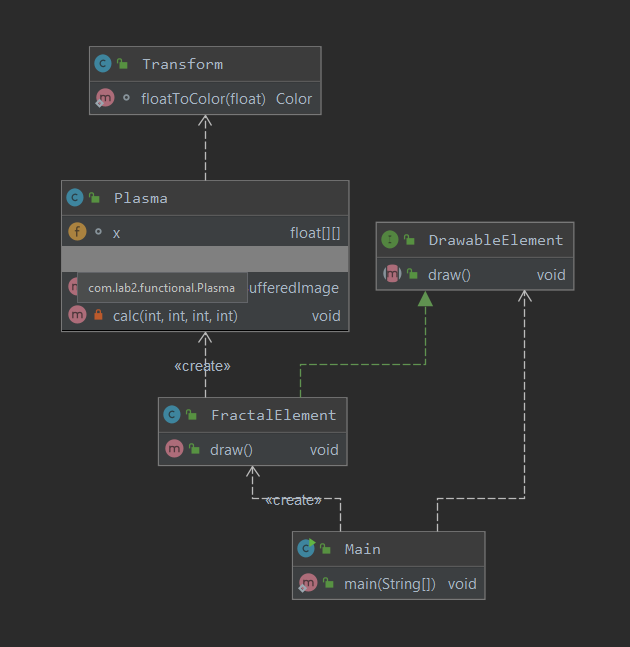 Transform
floatToColor(float) Color
Plasma
x float[][]
com.lab2.functional.Plasma
ufferedImage
calc(int, int, int, int) void
DrawableElement
draw() void
«create»
FractalElement
draw() void
«create»
Main
main(String[]) void